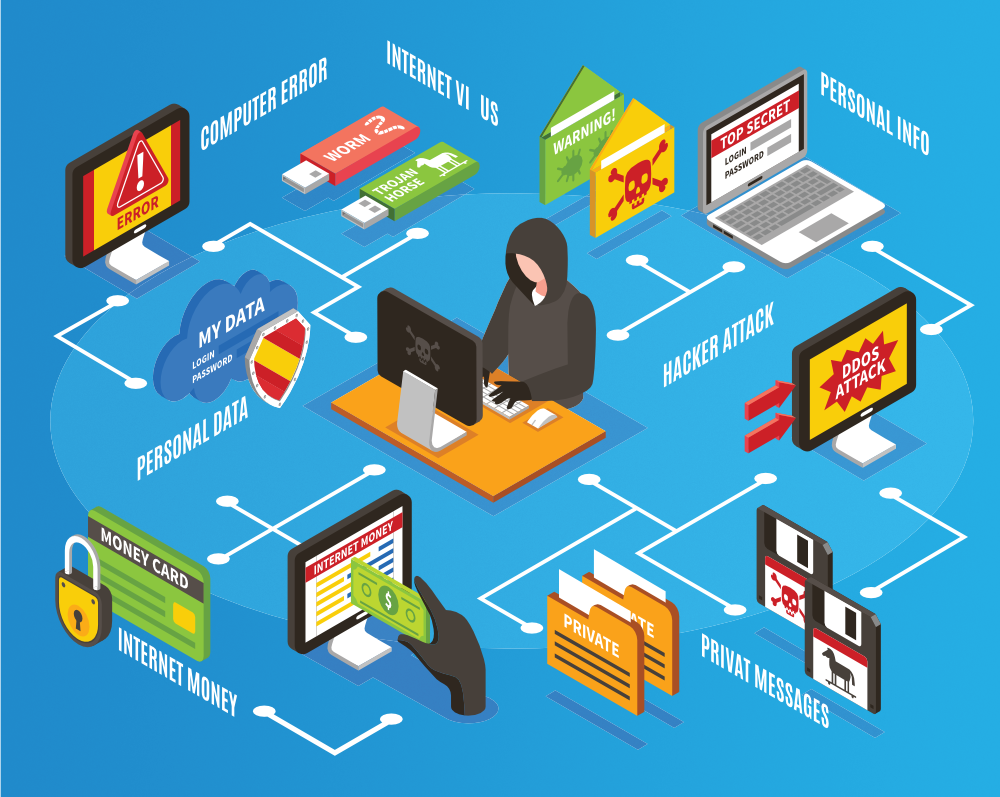 COMPUTER ERROR
INTERNET VI US
PERSONAL INFO
ERROR
WORM
TROJAN
HORSE
WARNING!
TOP SECRET
LOGIN
PASSWORD
MY DATA
LOGIN
PASSWORD
PERSONAL DATA
HACKER ATTACK
DDOS
ATTACK
MONEY CARD
INTERNET MONEY
INTERNET MONEY
$
PRIVATE
ATE
PRIVAT MESSAGES